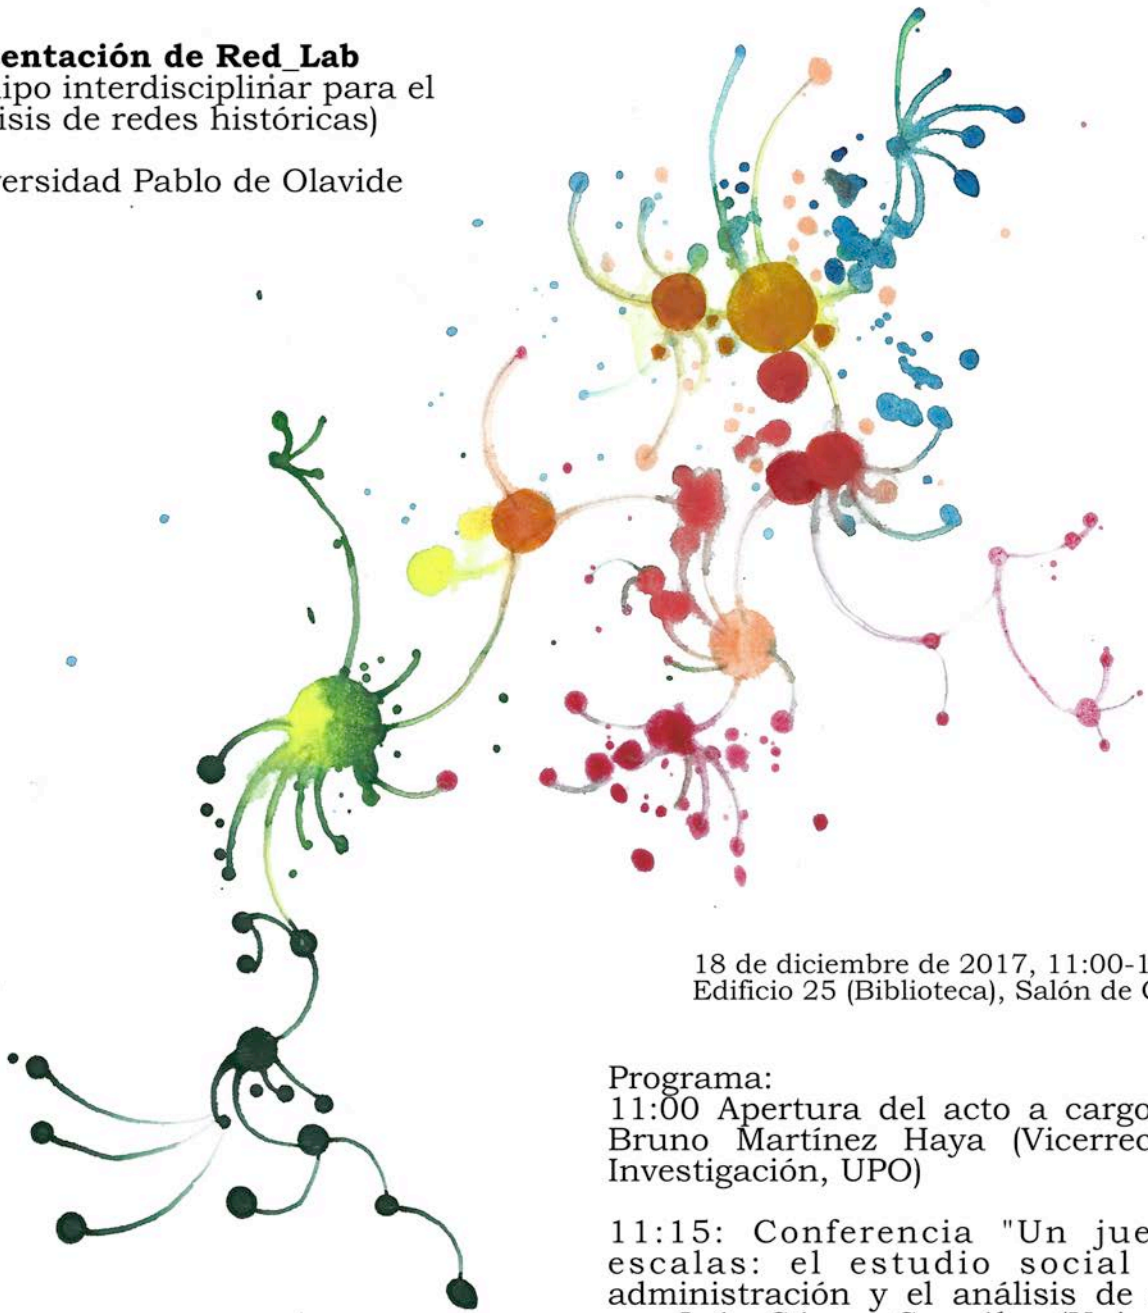 entación de Red_Lab
ipo interdisciplinar para el
isis de redes históricas)
versidad Pablo de Olavide
18 de diciembre de 2017, 11:00-1
Edificio 25 (Biblioteca), Salón de
Programa:
11:00 Apertura del acto a cargo
Bruno Martínez Haya (Vicerrec
Investigación, UPO)
11:15: Conferencia "Un jue
escalas: el estudio social
administración y el análisis de